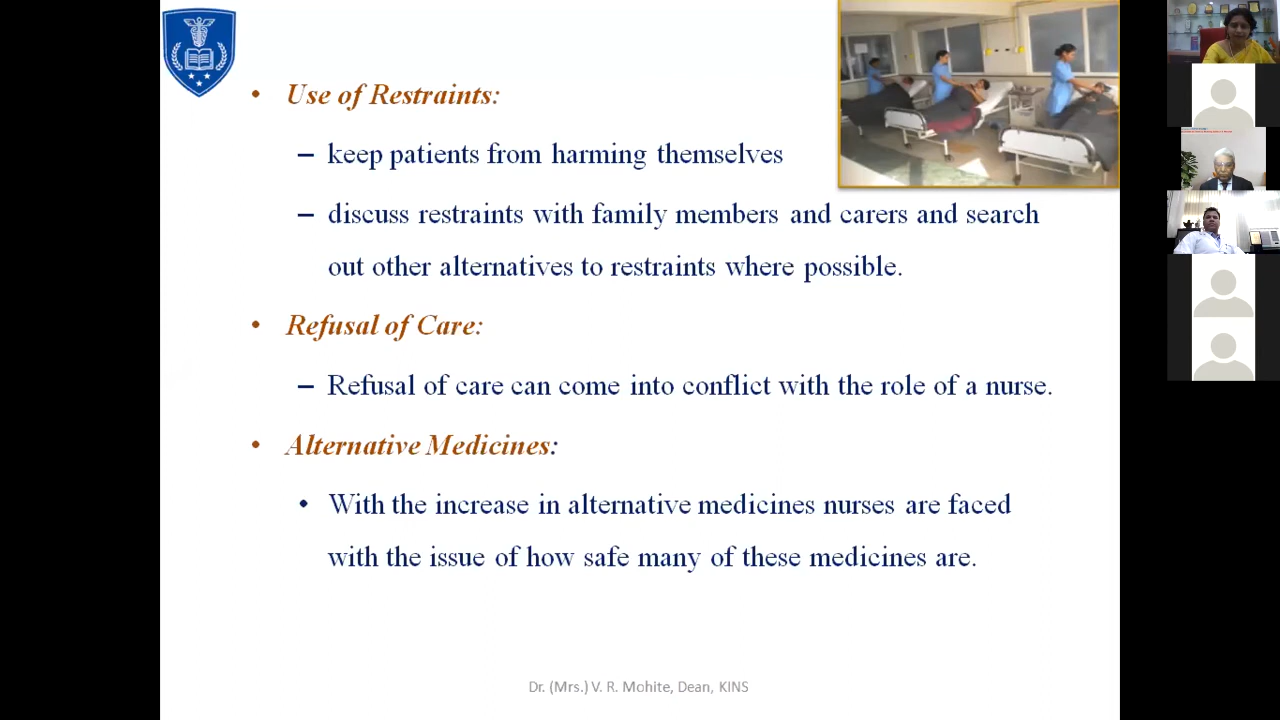 • Use of Restraints:
– keep patients from harming themselves
– discuss restraints with family members and carers and search
out other alternatives to restraints where possible.
• Refusal of Care:
– Refusal of care can come into conflict with the role of a nurse.
• Alternative Medicines:
• With the increase in alternative medicines nurses are faced
with the issue of how safe many of these medicines are.
Dr. (Mrs.) V. R. Mohite, Dean, KINS